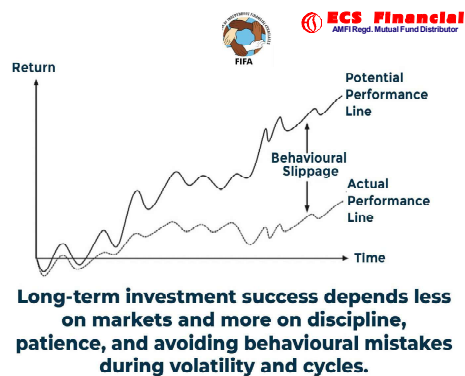 FIFA
ECS Financial
AMFI Regd. Mutual Fund Distributor
Return
Potential
Performance
Line
Behavioural
Slippage
Actual
Performance
Line
Time
Long-term investment success depends less
on markets and more on discipline,
patience, and avoiding behavioural mistakes
during volatility and cycles.